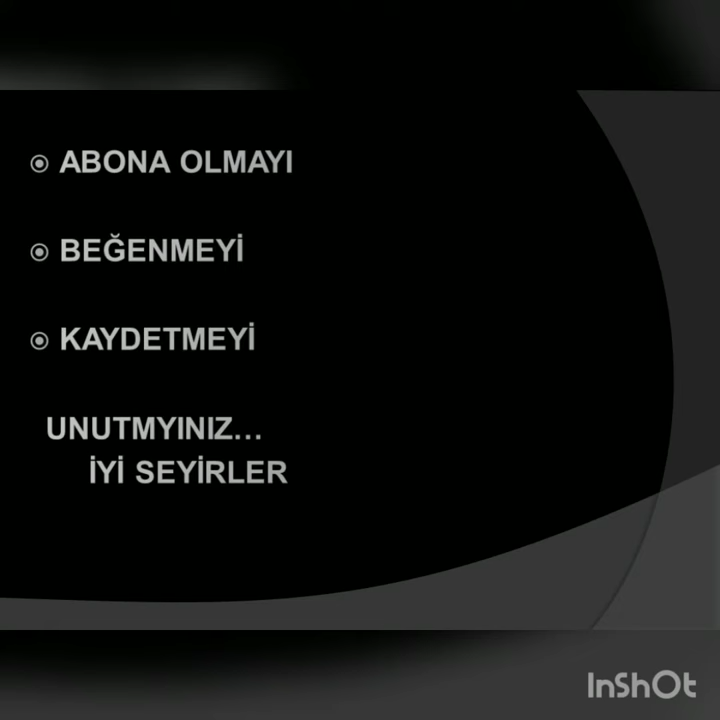 ABONA OLMAYI
BEĞENMEYİ
KAYDETMEYİ
UNUTMYINIZ...
İYİ SEYİRLER
InShOt